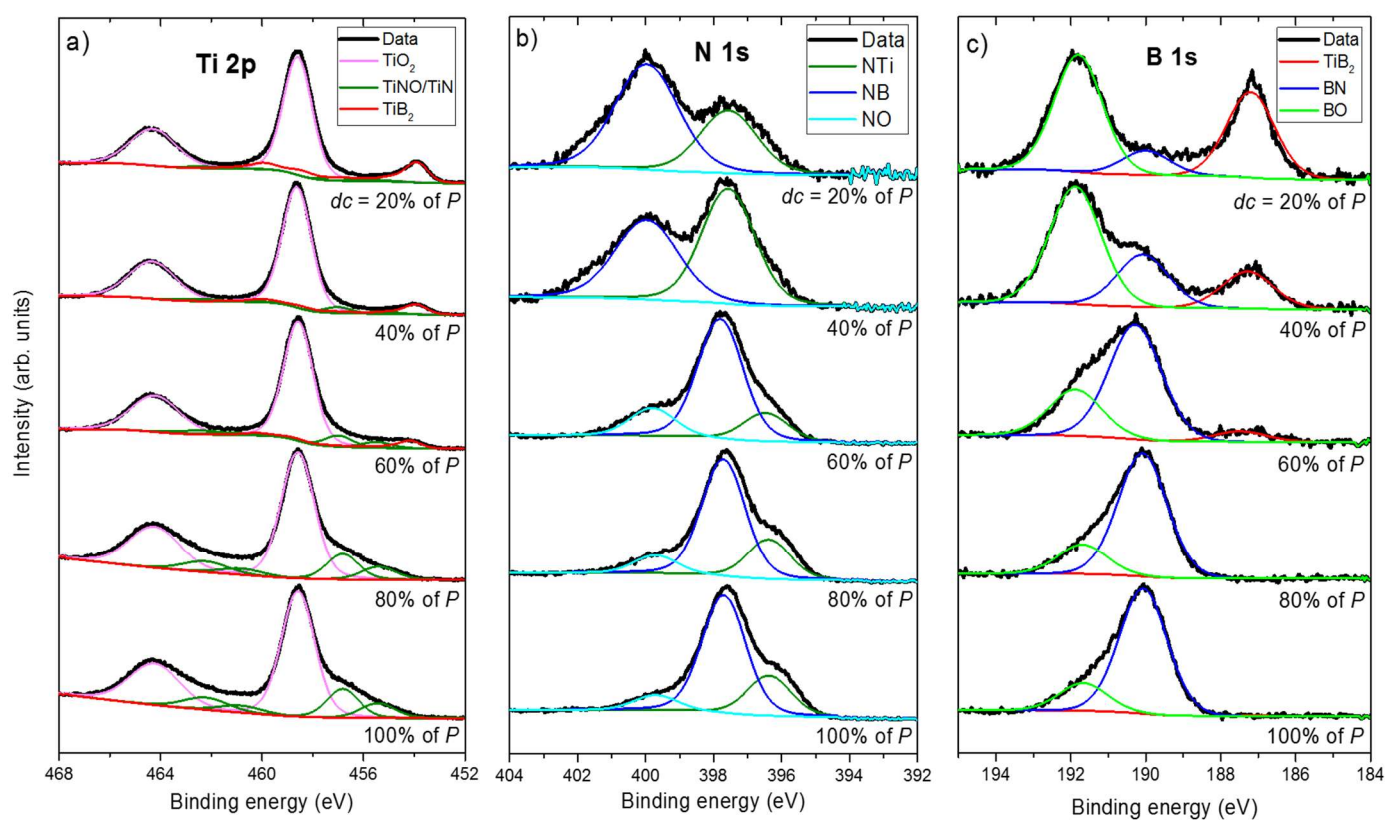 a)
Ti 2p
Data
TiO2
TiNO/TiN
TiB2
dc = 20% of P
40% of P
60% of P
80% of P
100% of P
468 464 460 456 452
Binding energy (eV)
Intensity (arb. units)
b)
N 1s
Data
NTi
NB
NO
dc = 20% of P
40% of P
60% of P
80% of P
100% of P
404 402 400 398 396 394 392
Binding energy (eV)
c)
B 1s
Data
TiB2
BN
BO
dc = 20% of P
40% of P
60% of P
80% of P
100% of P
194 192 190 188 186 184
Binding energy (eV)